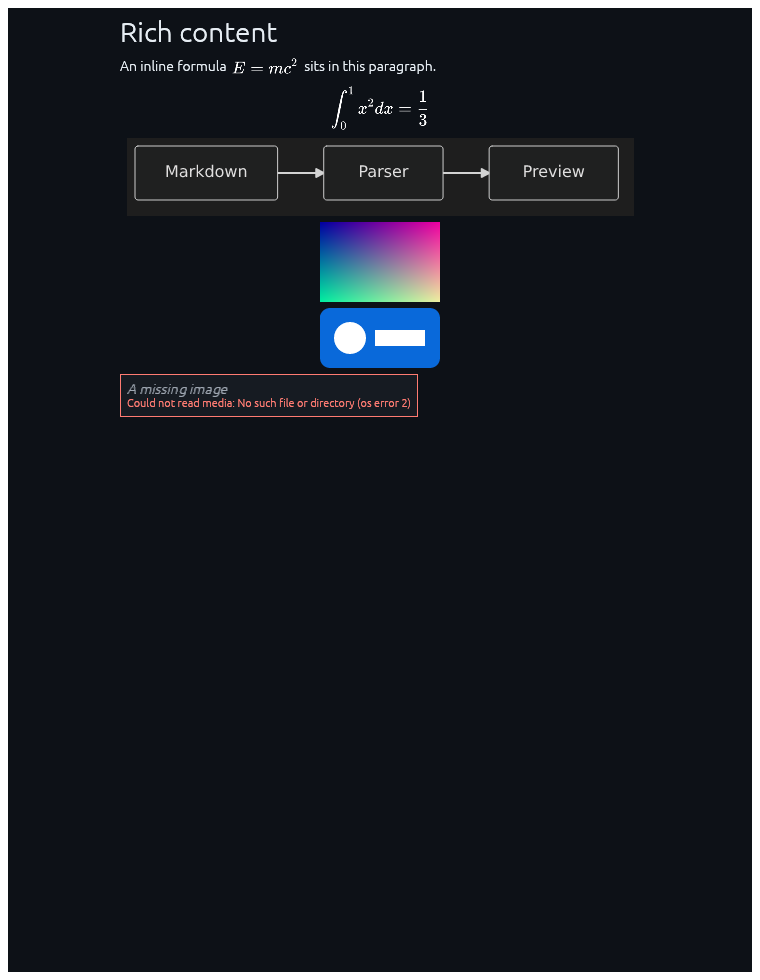 Rich content
An inline formula E = mc² sits in this paragraph.
∫₀¹ x²dx = 1/3
Markdown
Parser
Preview
A missing image
Could not read media: No such file or directory (os error 2)